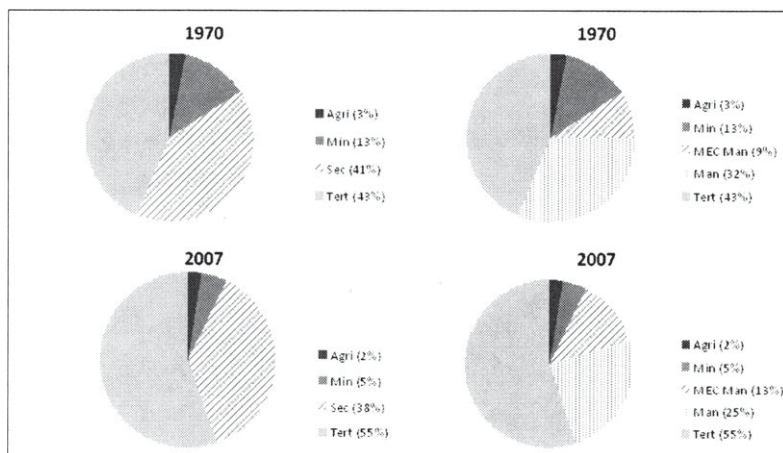 1970
Agri (3%)
Min (13%)
Sec (41%)
Tert (43%)
1970
Agri (3%)
Min (13%)
MEC Man (9%)
Man (32%)
Tert (43%)
2007
Agri (2%)
Min (5%)
Sec (38%)
Tert (55%)
2007
Agri (2%)
Min (5%)
MEC Man (13%)
Man (25%)
Tert (55%)